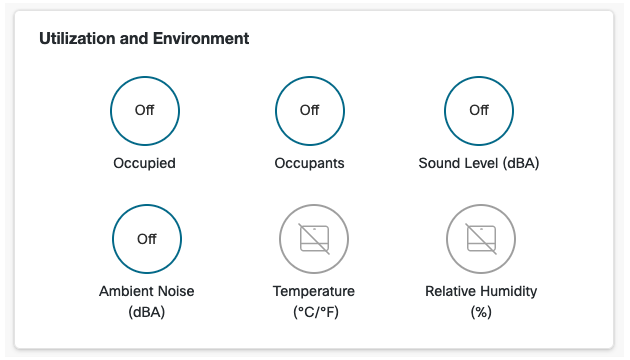 Utilization and Environment
Off
Off
Off
Occupied
Occupants
Sound Level (dBA)
Off
Ambient Noise
(dBA)
Temperature
(°C/°F)
Relative Humidity
(%)